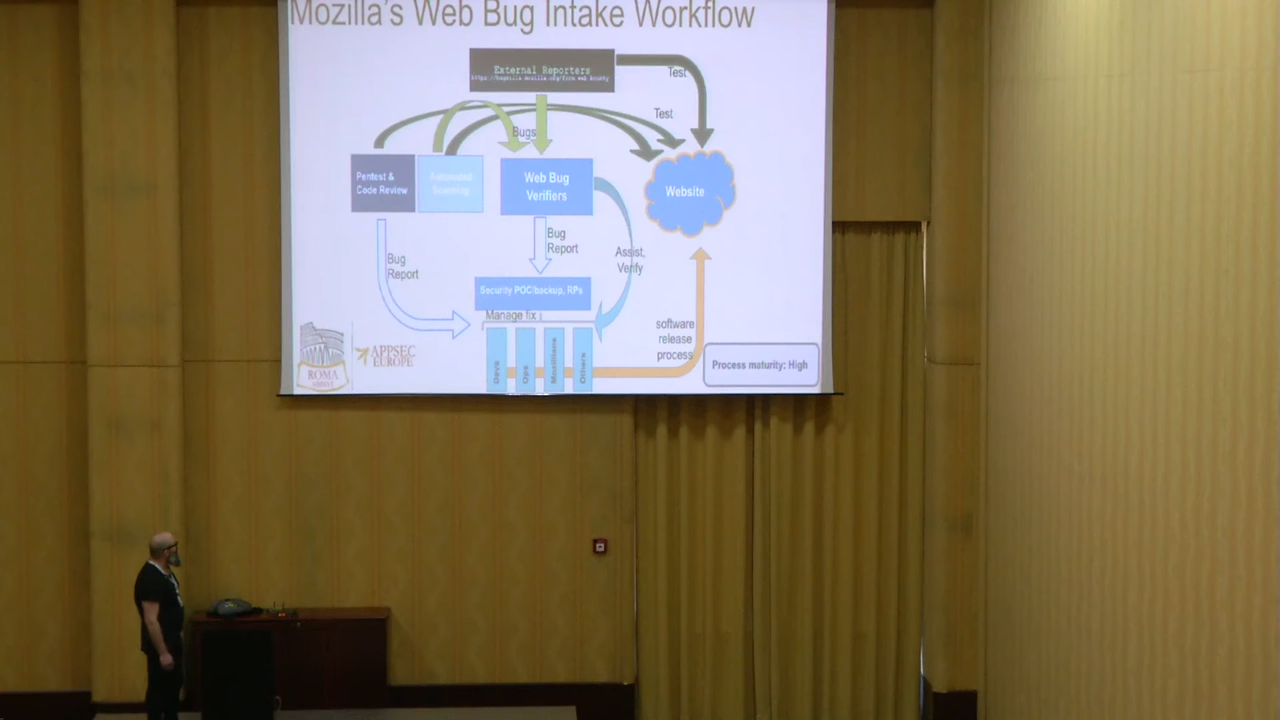 Mozilla's Web Bug Intake Workflow
External Reporters
Test
Test
Bugs
Pentest &
Code Review
Automated
Scanning
Web Bug
Verifiers
Website
Bug
Report
Bug
Report
Assist,
Verify
Security POC/backup, RPs
Manage fix
Devs
Ops
Mozillians
Others
software
release
process
Process maturity: High
ROMA
APPSEC
EUROPE